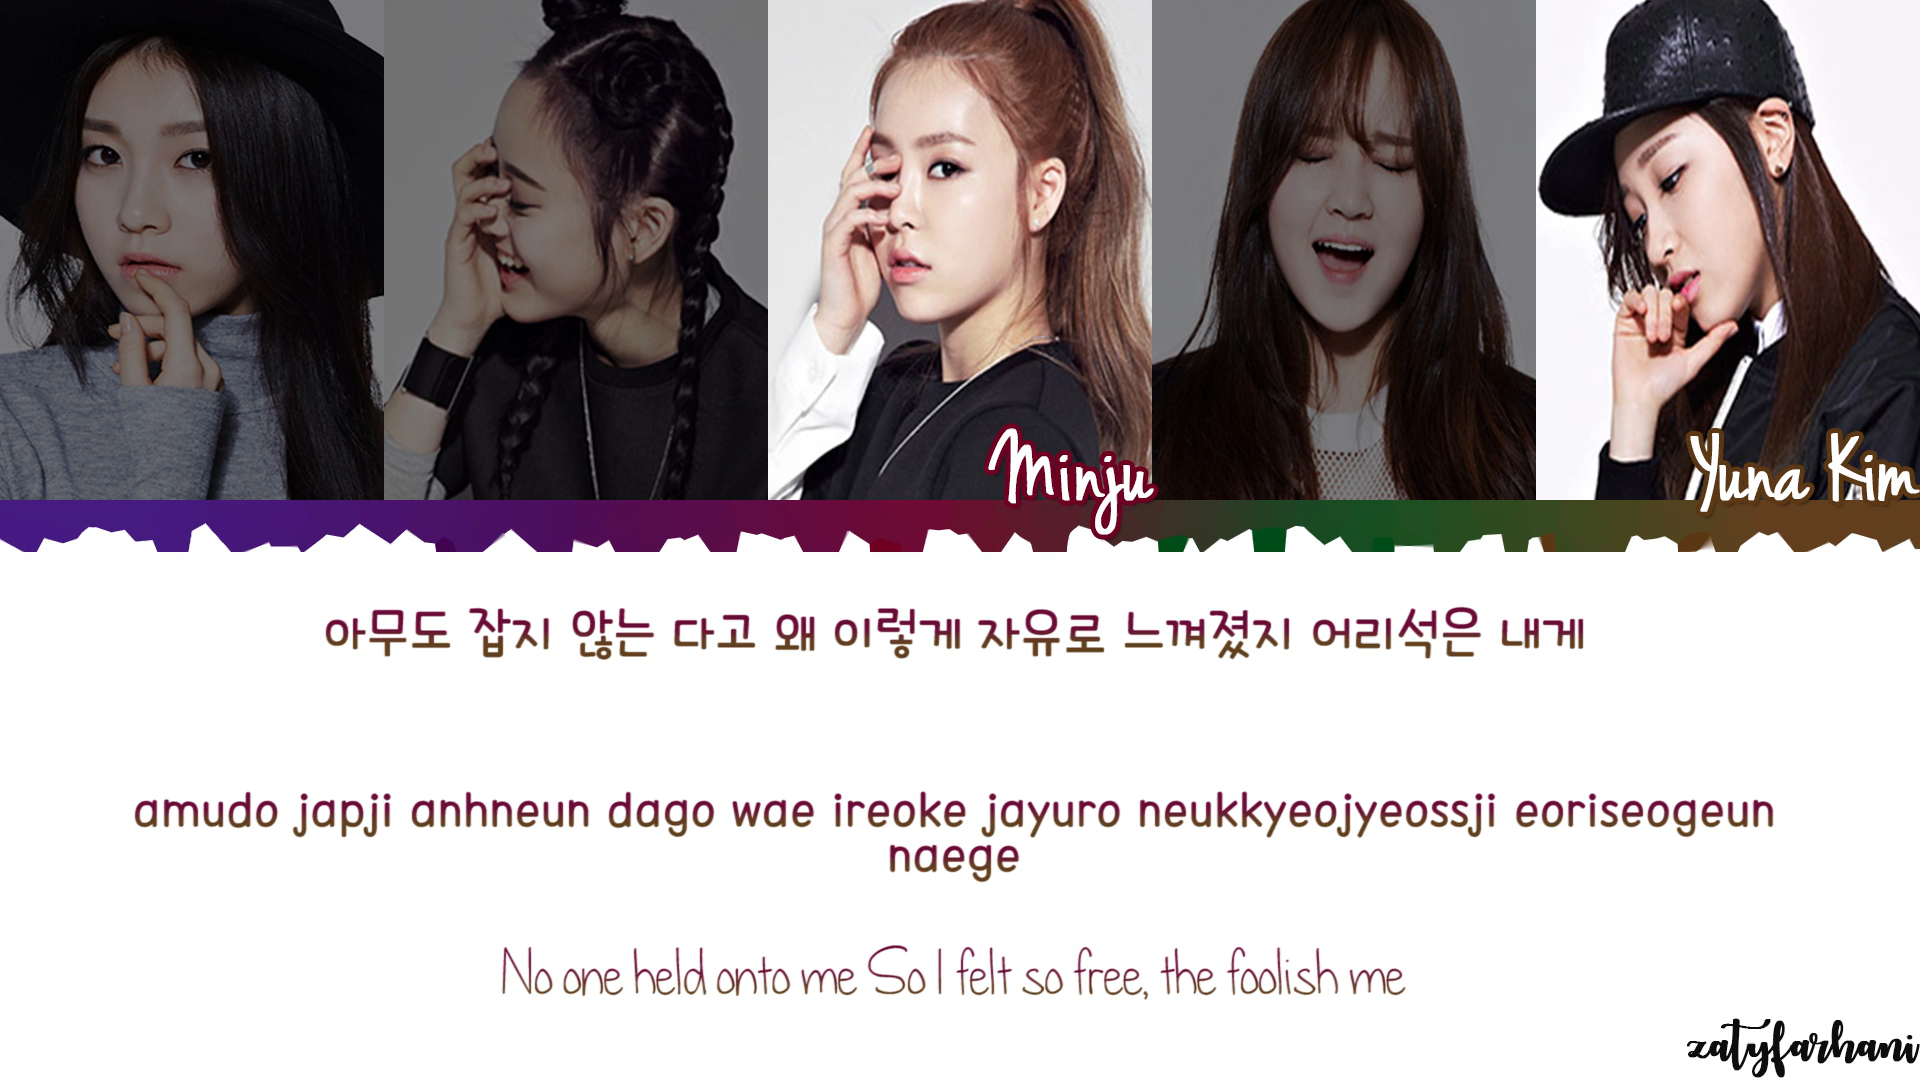 Minju
Yuna Kim
아무도 잡지 않는 다고 왜 이렇게 자유로 느껴졌지 어리석은 내게
amudo japji anhneun dago wae ireoke jayuro neukkyeojyeossji eoriseogeun
naege
No one held onto me So I felt so free, the foolish me
zatyfarhani